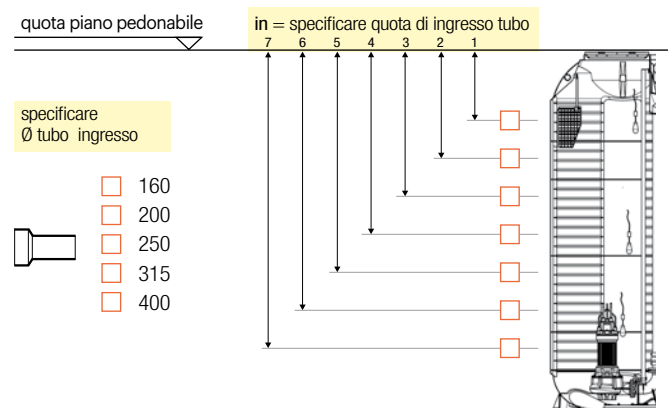 quota piano pedonabile
in = specificare quota di ingresso tubo
7 6 5 4 3 2 1
specificare
Ø tubo ingresso
160
200
250
315
400